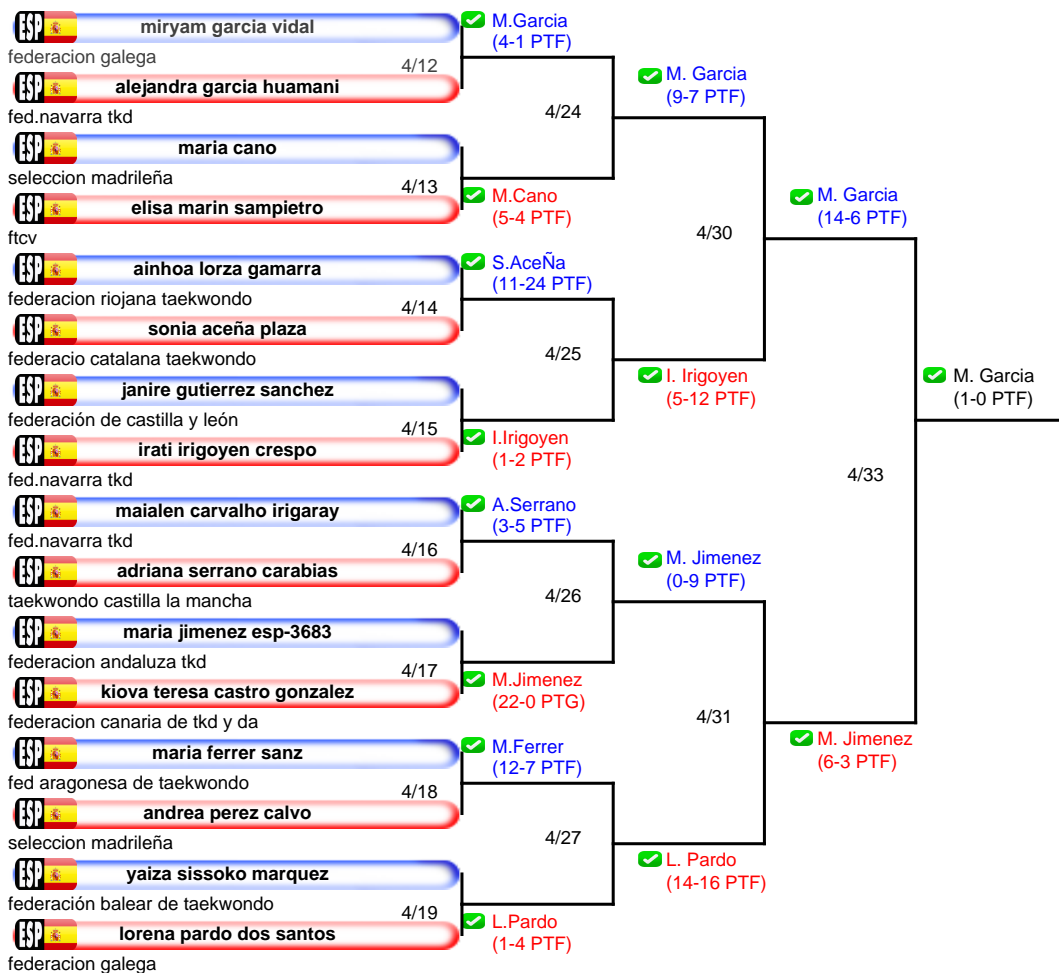 ESP miryam garcia vidal
federacion galega
4/12
ESP alejandra garcia huamani
fed.navarra tkd
ESP maria cano
seleccion madrileña
4/13
ESP elisa marin sampietro
ftcv
ESP ainhoa lorza gamarra
federacion riojana taekwondo
4/14
ESP sonia aceña plaza
federacio catalana taekwondo
ESP janire gutierrez sanchez
federación de castilla y león
4/15
ESP irati irigoyen crespo
fed.navarra tkd
ESP maialen carvalho irigaray
fed.navarra tkd
4/16
ESP adriana serrano carabias
taekwondo castilla la mancha
ESP maria jimenez esp-3683
federacion andaluza tkd
4/17
ESP kiova teresa castro gonzalez
federacion canaria de tkd y da
ESP maria ferrer sanz
fed aragonesa de taekwondo
4/18
ESP andrea perez calvo
seleccion madrileña
ESP yaiza sissoko marquez
federación balear de taekwondo
4/19
ESP lorena pardo dos santos
federacion galega
M.Garcia
(4-1 PTF)
4/24
M.Cano
(5-4 PTF)
S.AceÑa
(11-24 PTF)
4/25
I.Irigoyen
(1-2 PTF)
A.Serrano
(3-5 PTF)
4/26
M.Jimenez
(22-0 PTG)
M.Ferrer
(12-7 PTF)
4/27
L.Pardo
(1-4 PTF)
M. Garcia
(9-7 PTF)
4/30
I. Irigoyen
(5-12 PTF)
M. Jimenez
(0-9 PTF)
4/31
L. Pardo
(14-16 PTF)
M. Garcia
(14-6 PTF)
4/33
M. Jimenez
(6-3 PTF)
M. Garcia
(1-0 PTF)